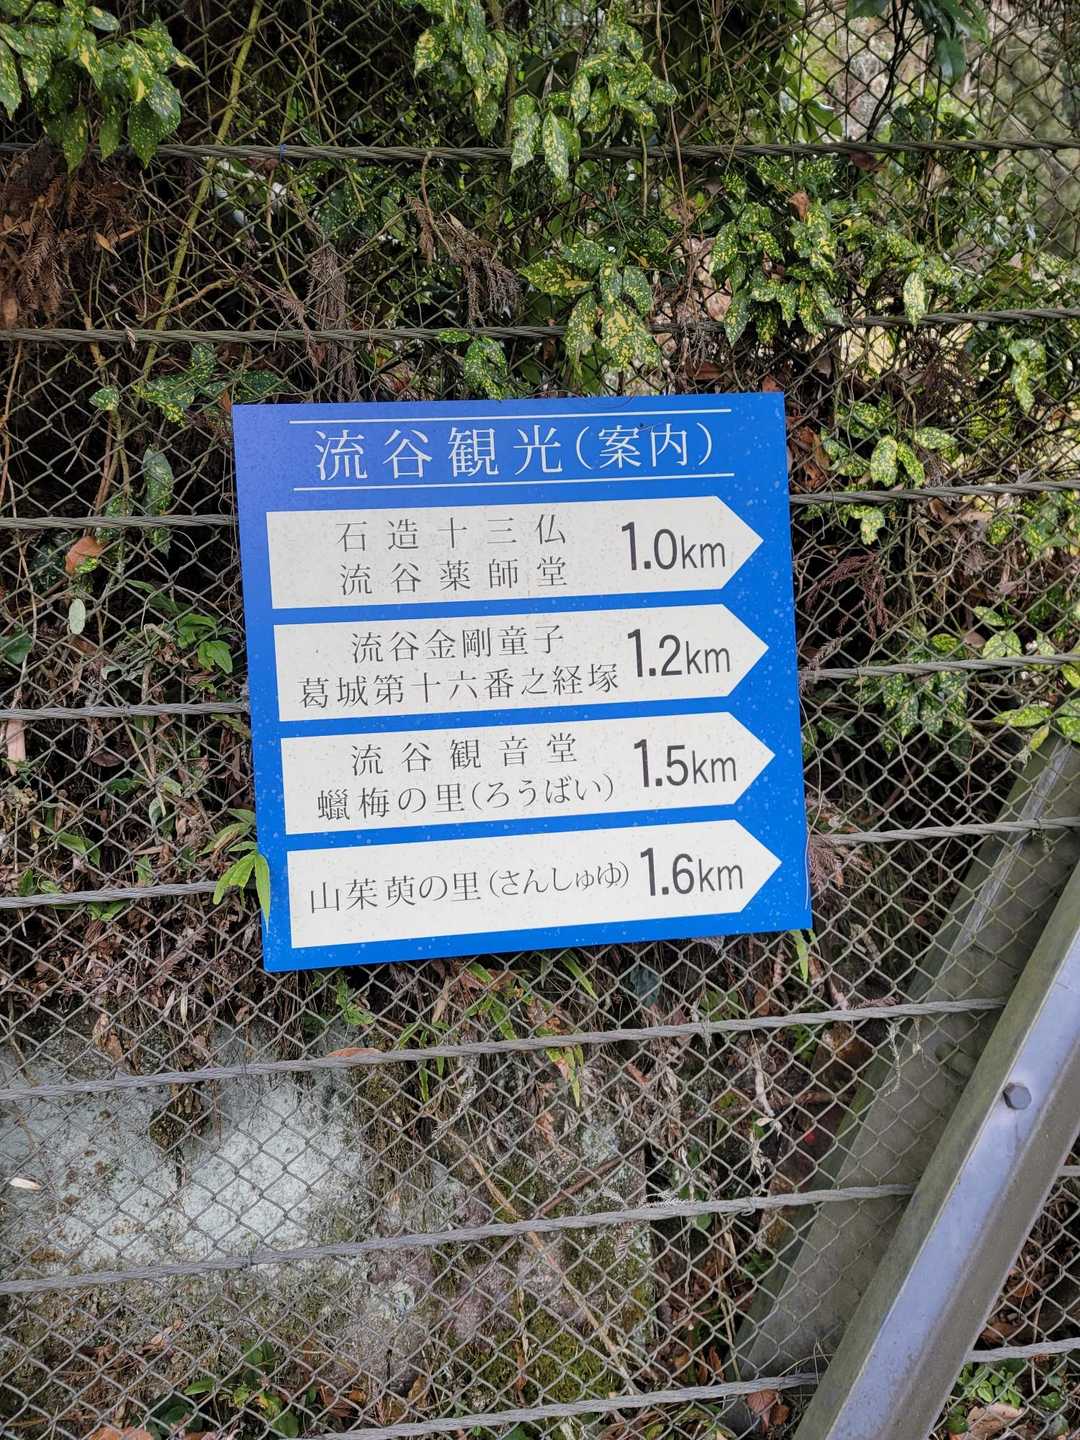 流谷観光(案内)
石造十三仏
流谷薬師堂 1.0km
流谷金剛童子
葛城第十六番之経塚 1.2km
流谷観音堂
蠟梅の里(ろうばい) 1.5km
山茱萸の里(さんしゅゆ) 1.6km